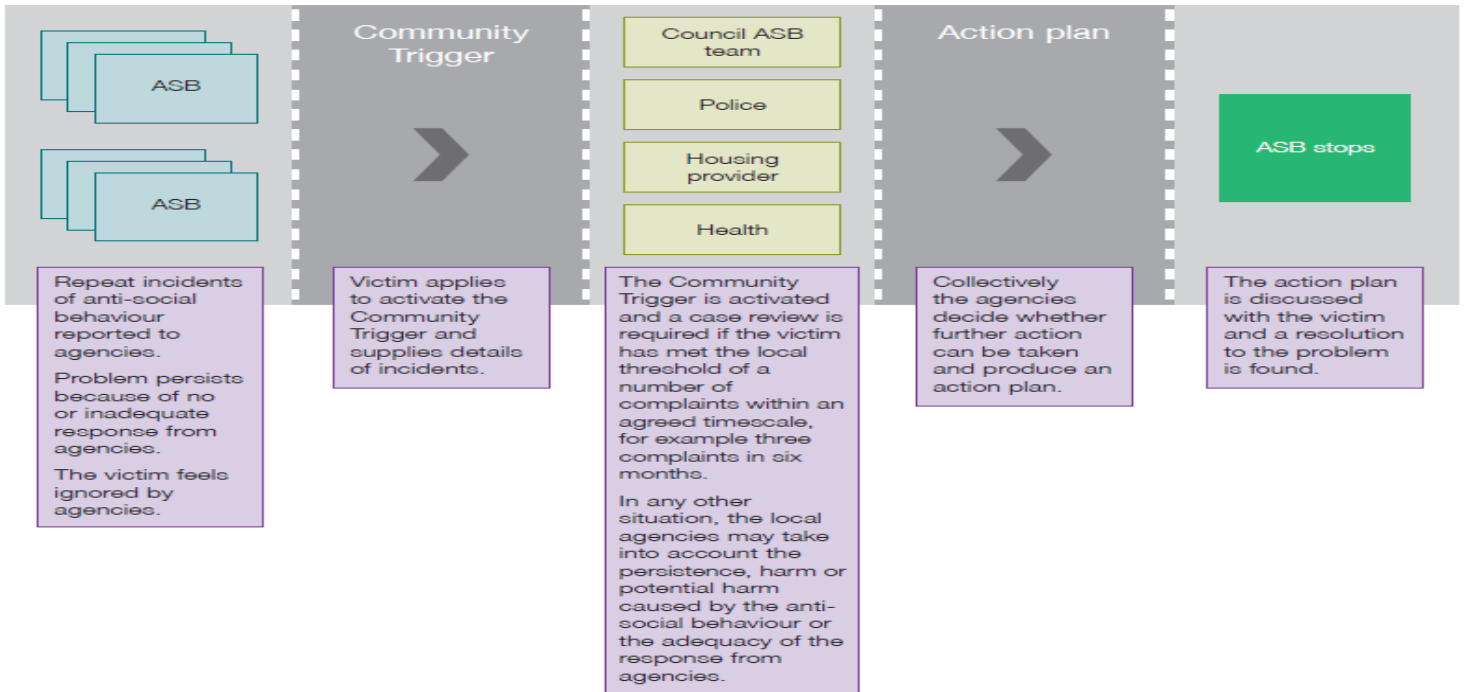 ASB
ASB
Community
Trigger
Council ASB
team
Police
Housing
provider
Health
Action plan
ASB stops
Repeat incidents
of anti-social
behaviour
reported to
agencies.
Problem persists
because of no
or inadequate
response from
agencies.
The victim feels
ignored by
agencies.
Victim applies
to activate the
Community
Trigger and
supplies details
of incidents.
The Community
Trigger is activated
and a case review is
required if the victim
has met the local
threshold of a
number of
complaints within an
agreed timescale,
for example three
complaints in six
months.
In any other
situation, the local
agencies may take
into account the
persistence, harm or
potential harm
caused by the anti-
social behaviour or
the adequacy of the
response from
agencies.
Collectively
the agencies
decide whether
further action
can be taken
and produce an
action plan.
The action plan
is discussed
with the victim
and a resolution
to the problem
is found.